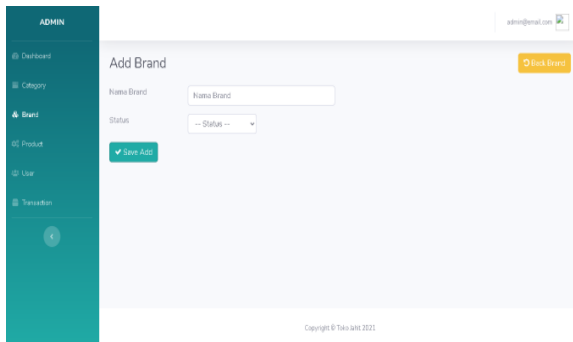 ADMIN
admin@email.com
Dashboard
Category
Brand
Product
User
Transaction
Add Brand
Back Brand
Nama Brand
Nama Brand
Status
-- Status --
Save Add
Copyright © Toko Jahit 2021